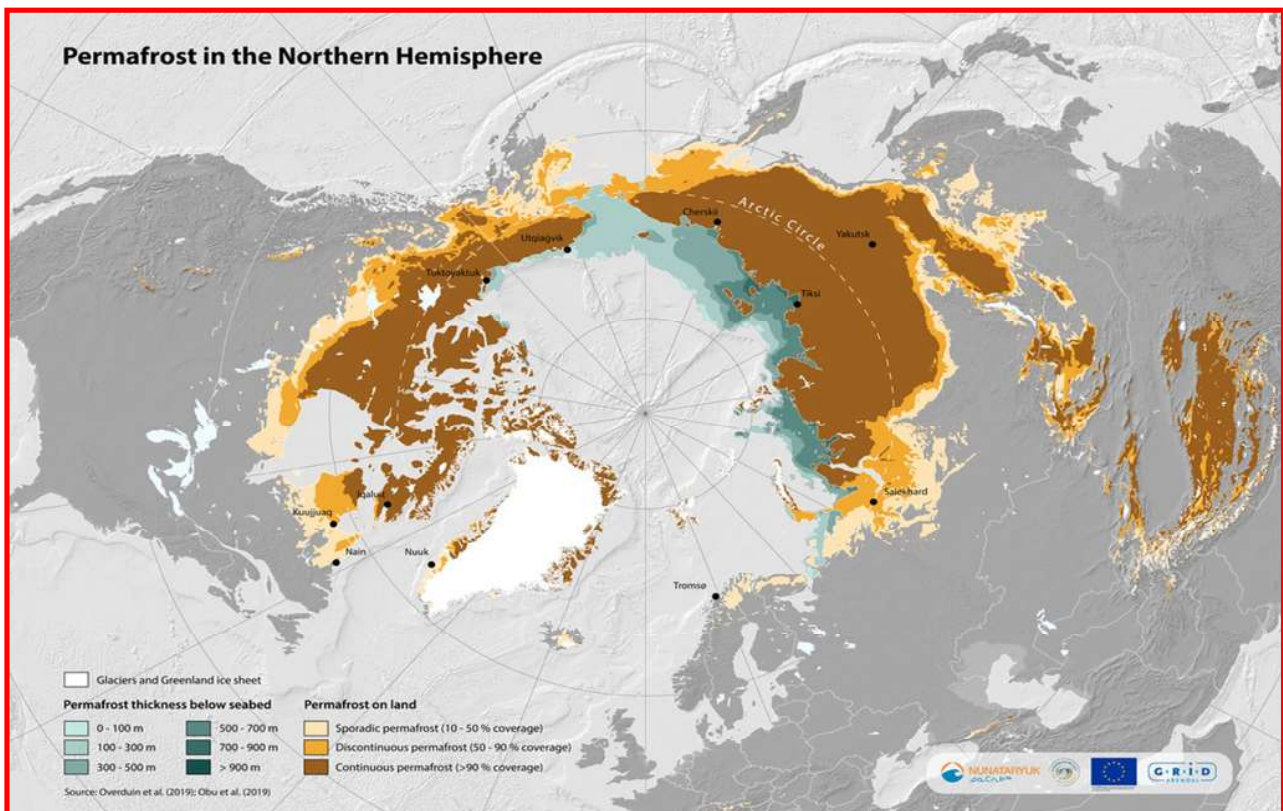 Permafrost in the Northern Hemisphere
Arctic Circle
Cherskii
Yakutsk
Utqiaġvik
Tuktoyaktuk
Tiksi
Iqaluit
Salekhard
Kuujjuaq
Nain
Nuuk
Tromsø
Glaciers and Greenland ice sheet
Permafrost thickness below seabed
0 - 100 m
100 - 300 m
300 - 500 m
500 - 700 m
700 - 900 m
> 900 m
Permafrost on land
Sporadic permafrost (10 - 50 % coverage)
Discontinuous permafrost (50 - 90 % coverage)
Continuous permafrost (>90 % coverage)
Source: Overduin et al. (2019); Obu et al. (2019)
NUNATARYUK
GRID
ARENDAL